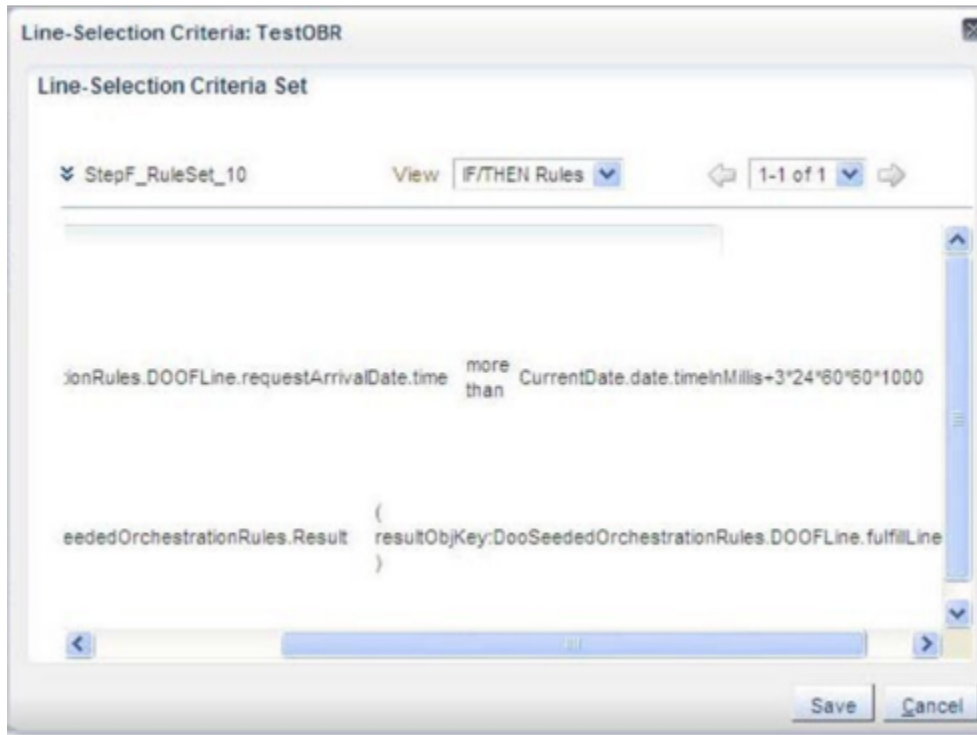 Line-Selection Criteria: TestOBR
Line-Selection Criteria Set
StepF_RuleSet_10 View IF/THEN Rules 1-1 of 1
ionRules.DOOFLine.requestArrivalDate.time more than CurrentDate.date.timeInMillis+3*24*60*60*1000
eededOrchestrationRules.Result ( resultObjKey:DooSeededOrchestrationRules.DOOFLine.fulfillLine )
Save Cancel